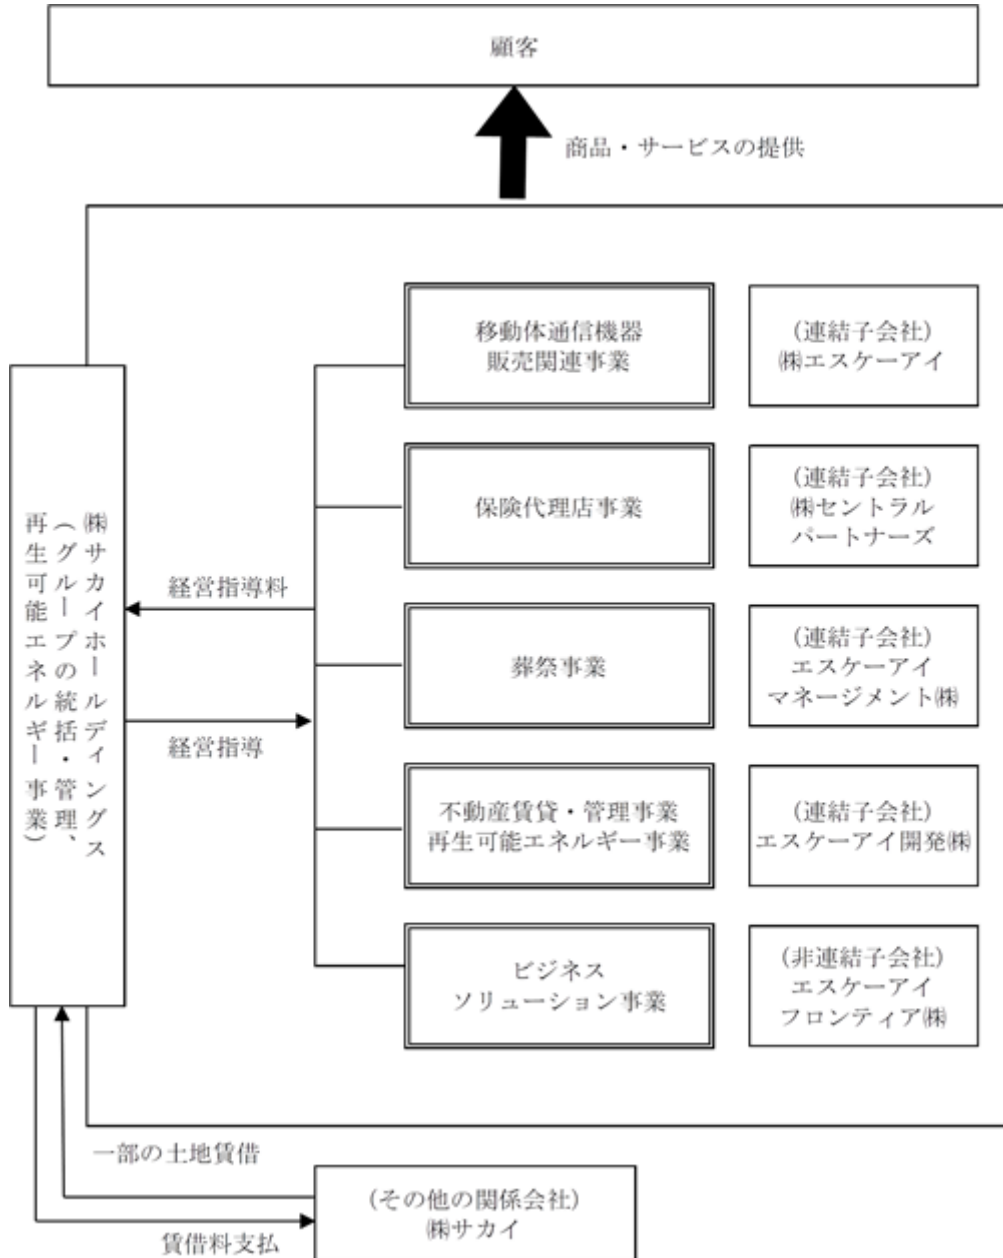 顧客
商品・サービスの提供
移動体通信機器
販売関連事業
(連結子会社)
㈱エスケーアイ
保険代理店事業
(連結子会社)
㈱セントラル
パートナーズ
㈱サカイホールディングス
(グループの統括・管理、
再生可能エネルギー事業)
経営指導料
経営指導
葬祭事業
(連結子会社)
エスケーアイ
マネージメント㈱
不動産賃貸・管理事業
再生可能エネルギー事業
(連結子会社)
エスケーアイ開発㈱
ビジネス
ソリューション事業
(非連結子会社)
エスケーアイ
フロンティア㈱
一部の土地賃借
(その他の関係会社)
㈱サカイ
賃借料支払